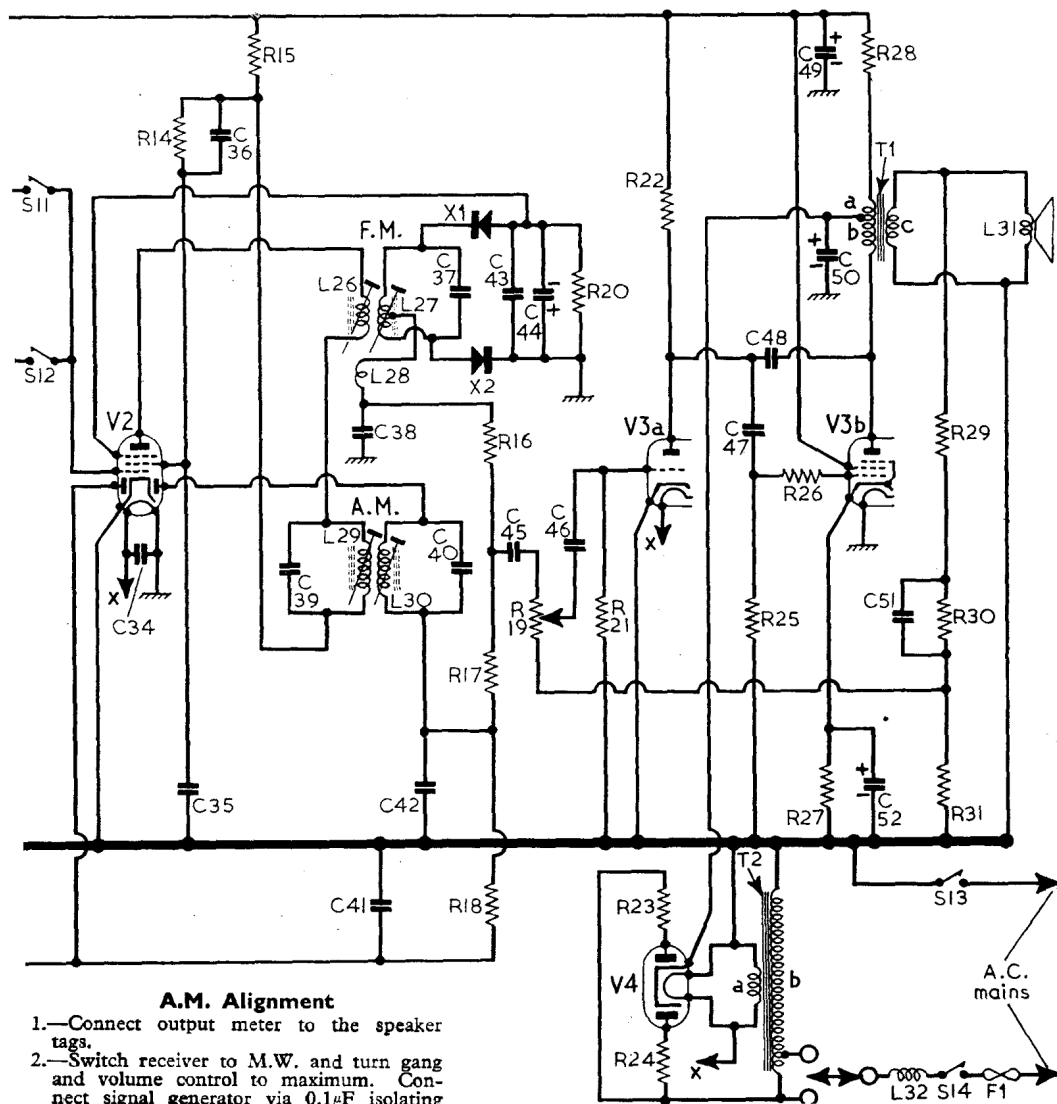 R15
C
49
R28
R14
C
36
T1
S11
R22
X1
F.M.
a
b
c
L31
C
37
C
43
C
44
R20
C
50
L26
L27
S12
C48
L28
X2
V2
C38
R16
V3a
C
47
V3b
R29
R26
A.M.
L29
C
40
C
45
C
46
X
X
C34
C
39
L30
R
19
R
21
R25
C51
R30
R17
C35
C42
R27
C
52
R31
T2
S13
C41
R18
R23
A.C.
mains
V4
a
b
R24
X
L32
S14
F1
A.M. Alignment
1.—Connect output meter to the speaker
tags.
2.—Switch receiver to M.W. and turn gang
and volume control to maximum. Con-
nect signal generator via 0.1μF isolating